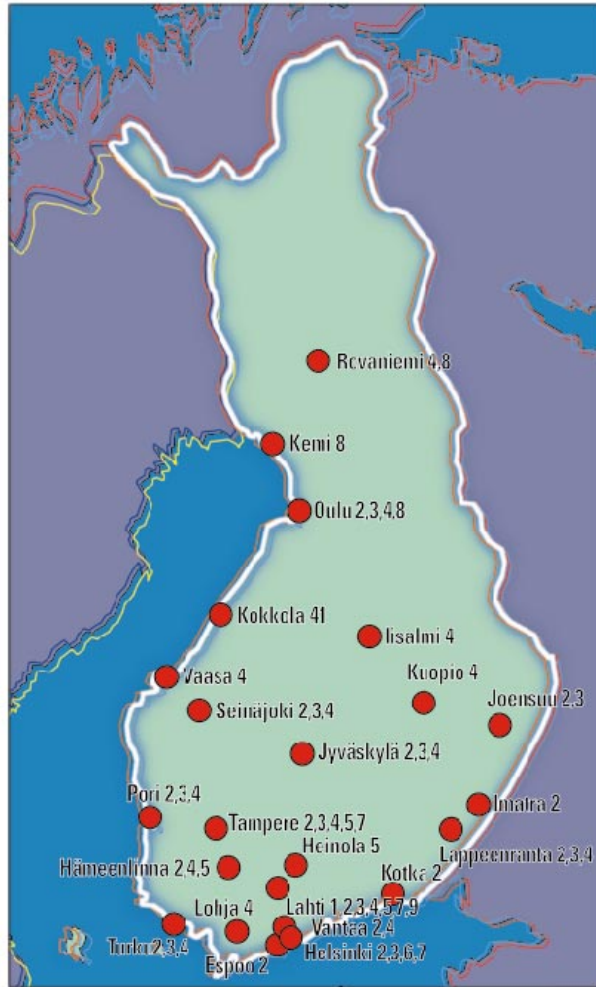 Rovaniemi 4,8
Kemi 8
Oulu 2,3,4,8
Kokkola 41
Iisalmi 4
Vaasa 4
Kuopio 4
Seinäjoki 2,3,4
Joensuu 2,3
Jyväskylä 2,3,4
Pori 2,3,4
Imatra 2
Tampere 2,3,4,5,7
Lappeenranta 2,3,4
Heinola 5
Hämeenlinna 2,4,5
Kotka 2
Lahti 1,2,3,4,5,7,9
Lohja 4
Vantaa 2,4
Turku 2,3,4
Helsinki 2,3,6,7
Espoo 2